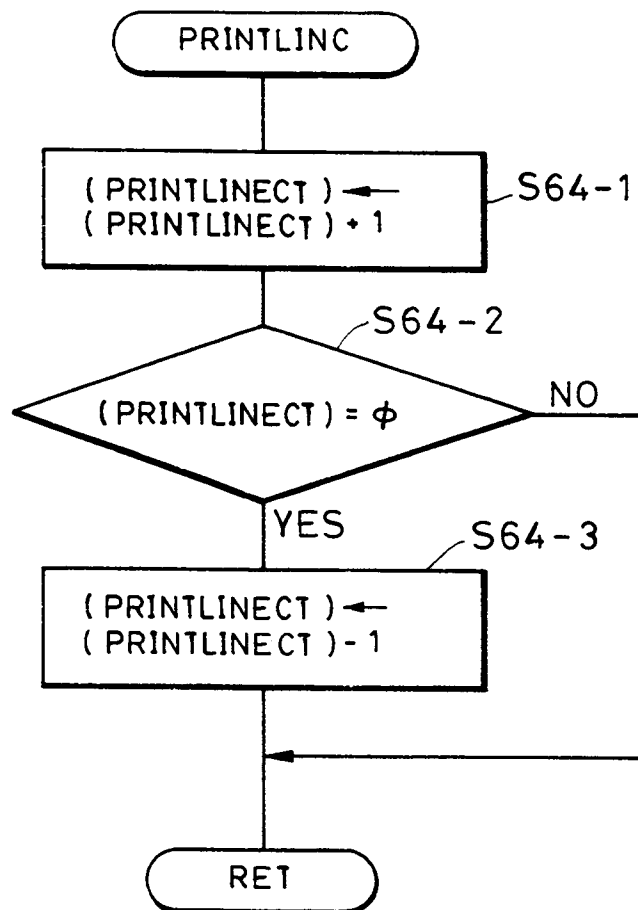 PRINTLINC
(PRINTLINECT) ←
(PRINTLINECT) + 1
S64-1
S64-2
(PRINTLINECT) = φ
NO
YES
S64-3
(PRINTLINECT) ←
(PRINTLINECT) - 1
RET